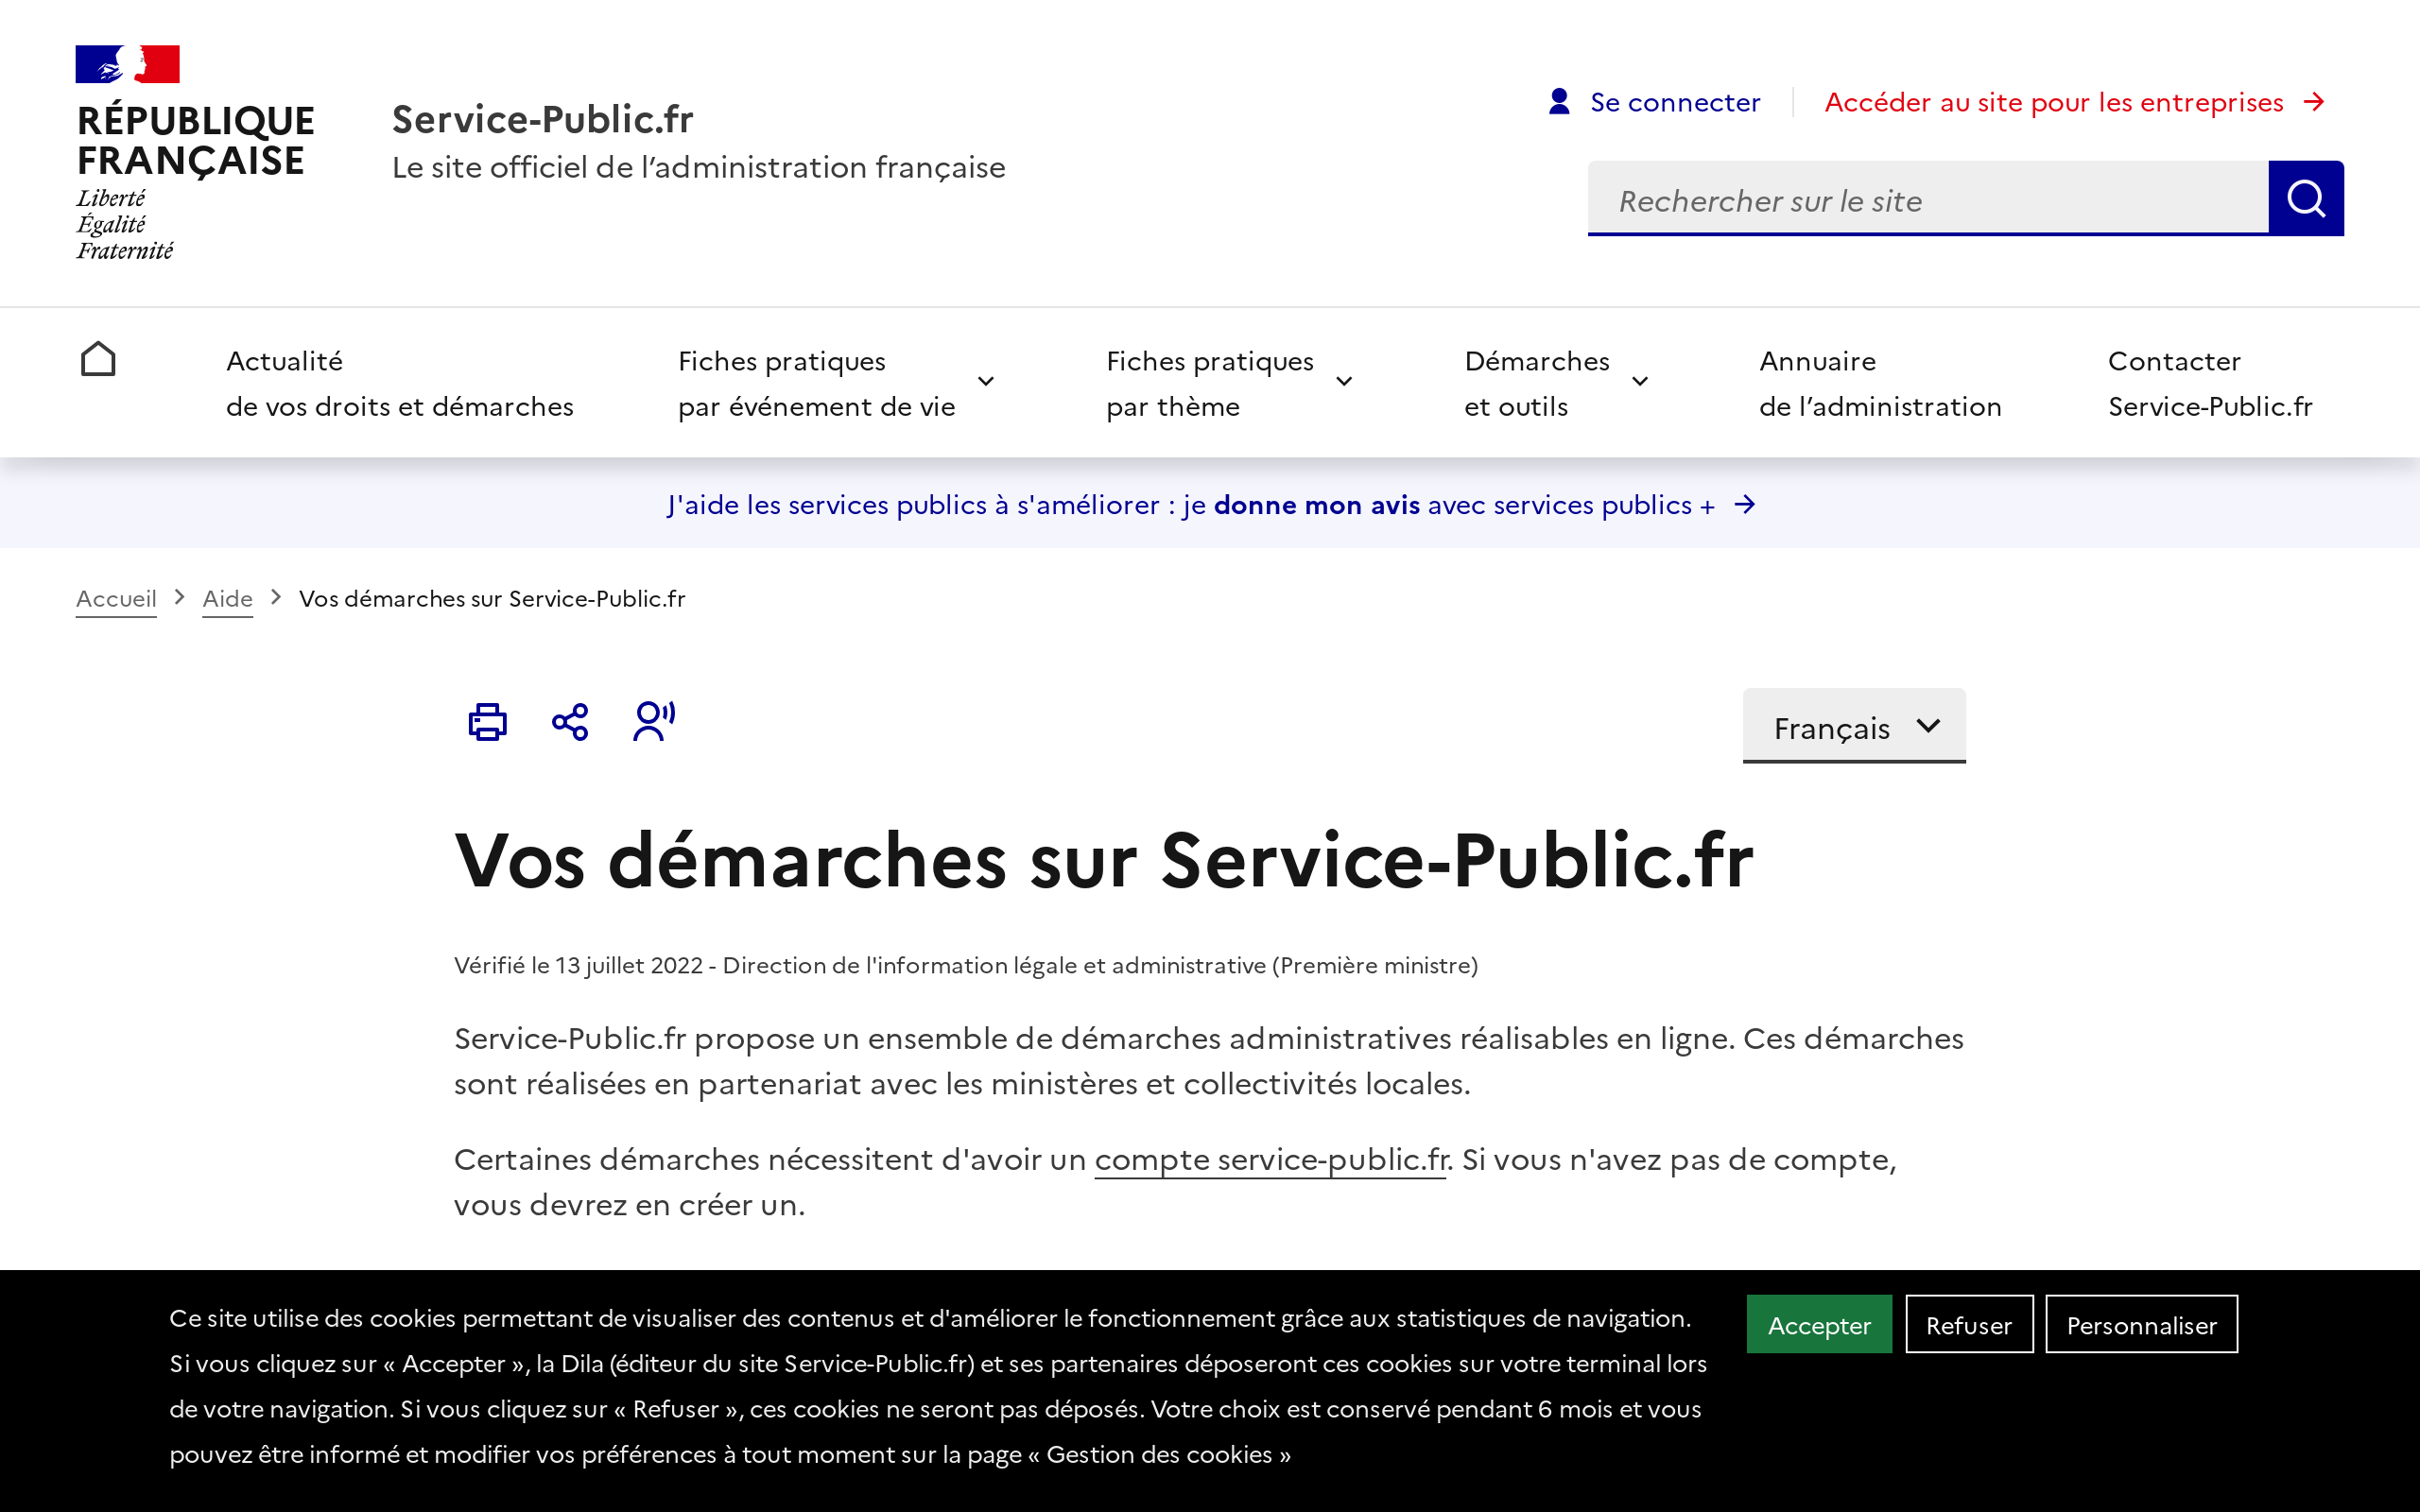 RÉPUBLIQUE
FRANÇAISE
Liberté
Égalité
Fraternité
Service-Public.fr
Le site officiel de l’administration française
Se connecter
Accéder au site pour les entreprises
Rechercher sur le site
Actualité
de vos droits et démarches
Fiches pratiques
par événement de vie
Fiches pratiques
par thème
Démarches
et outils
Annuaire
de l’administration
Contacter
Service-Public.fr
J'aide les services publics à s'améliorer : je donne mon avis avec services publics +
Accueil
Aide
Vos démarches sur Service-Public.fr
Français
Vos démarches sur Service-Public.fr
Vérifié le 13 juillet 2022 - Direction de l'information légale et administrative (Première ministre)
Service-Public.fr propose un ensemble de démarches administratives réalisables en ligne. Ces démarches
sont réalisées en partenariat avec les ministères et collectivités locales.
Certaines démarches nécessitent d'avoir un compte service-public.fr. Si vous n'avez pas de compte,
vous devrez en créer un.
Ce site utilise des cookies permettant de visualiser des contenus et d'améliorer le fonctionnement grâce aux statistiques de navigation.
Si vous cliquez sur « Accepter », la Dila (éditeur du site Service-Public.fr) et ses partenaires déposeront ces cookies sur votre terminal lors
de votre navigation. Si vous cliquez sur « Refuser », ces cookies ne seront pas déposés. Votre choix est conservé pendant 6 mois et vous
pouvez être informé et modifier vos préférences à tout moment sur la page « Gestion des cookies »
Accepter
Refuser
Personnaliser